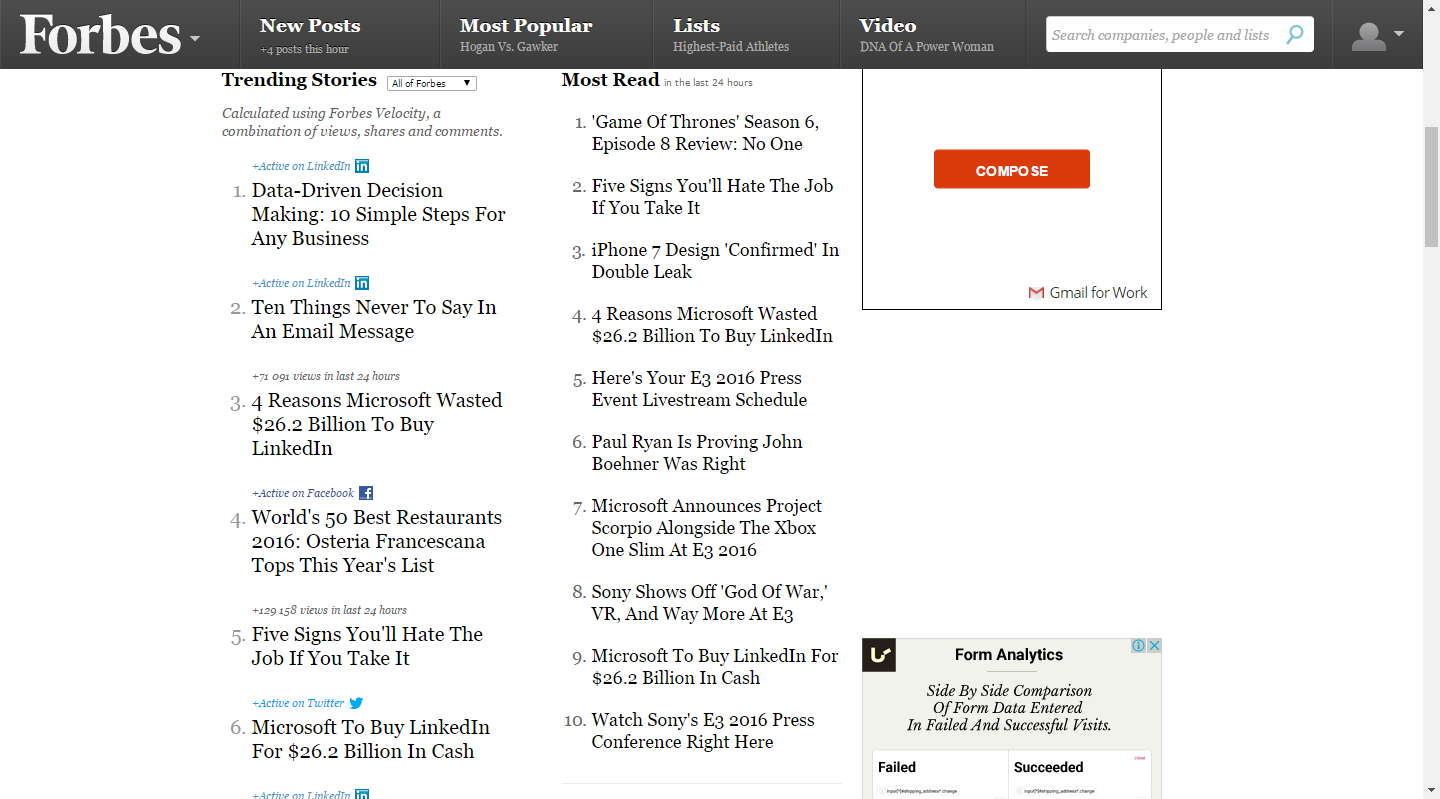 Forbes
New Posts
+4 posts this hour
Most Popular
Hogan Vs. Gawker
Lists
Highest-Paid Athletes
Video
DNA Of A Power Woman
Search companies, people and lists
Trending Stories
All of Forbes
Calculated using Forbes Velocity, a
combination of views, shares and comments.
+Active on LinkedIn in
1. Data-Driven Decision
Making: 10 Simple Steps For
Any Business
+Active on LinkedIn in
2. Ten Things Never To Say In
An Email Message
+71 091 views in last 24 hours
3. 4 Reasons Microsoft Wasted
$26.2 Billion To Buy
LinkedIn
+Active on Facebook f
4. World's 50 Best Restaurants
2016: Osteria Francescana
Tops This Year's List
+129 158 views in last 24 hours
5. Five Signs You'll Hate The
Job If You Take It
+Active on Twitter
6. Microsoft To Buy LinkedIn
For $26.2 Billion In Cash
+Active on LinkedIn in
Most Read in the last 24 hours
1. 'Game Of Thrones' Season 6,
Episode 8 Review: No One
2. Five Signs You'll Hate The Job
If You Take It
3. iPhone 7 Design 'Confirmed' In
Double Leak
4. 4 Reasons Microsoft Wasted
$26.2 Billion To Buy LinkedIn
5. Here's Your E3 2016 Press
Event Livestream Schedule
6. Paul Ryan Is Proving John
Boehner Was Right
7. Microsoft Announces Project
Scorpio Alongside The Xbox
One Slim At E3 2016
8. Sony Shows Off 'God Of War,'
VR, And Way More At E3
9. Microsoft To Buy LinkedIn For
$26.2 Billion In Cash
10. Watch Sony's E3 2016 Press
Conference Right Here
COMPOSE
Gmail for Work
Form Analytics
Side By Side Comparison
Of Form Data Entered
In Failed And Successful Visits.
Failed
Succeeded